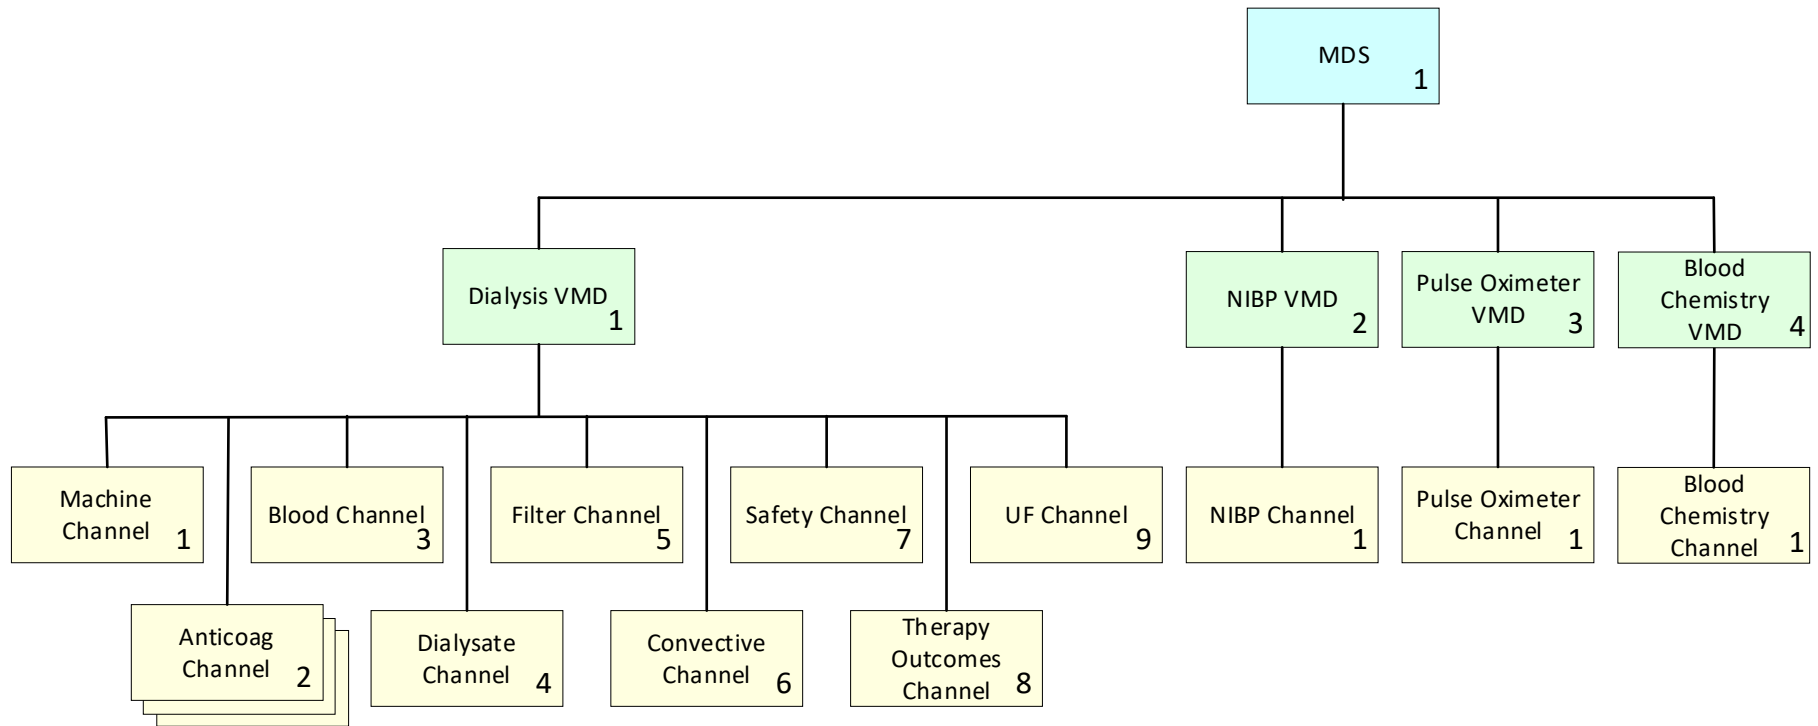 MDS
1
Dialysis VMD
1
NIBP VMD
2
Pulse Oximeter
VMD
3
Blood
Chemistry
VMD
4
Machine
Channel
1
Blood Channel
3
Filter Channel
5
Safety Channel
7
UF Channel
9
NIBP Channel
1
Pulse Oximeter
Channel
1
Blood
Chemistry
Channel
1
Anticoag
Channel
2
Dialysate
Channel
4
Convective
Channel
6
Therapy
Outcomes
Channel
8